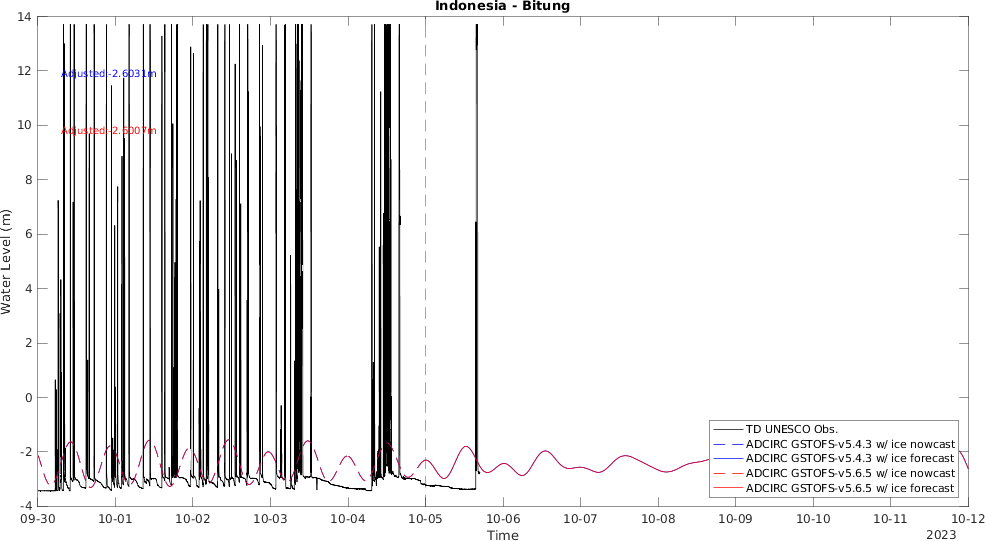 Indonesia - Bitung
14
12
10
8
6
4
2
0
-2
-4
Water Level (m)
Adjusted:-2.6031m
Adjusted:-2.6007m
TD UNESCO Obs.
ADCIRC GSTOFS-v5.4.3 w/ ice nowcast
ADCIRC GSTOFS-v5.4.3 w/ ice forecast
ADCIRC GSTOFS-v5.6.5 w/ ice nowcast
ADCIRC GSTOFS-v5.6.5 w/ ice forecast
09-30 10-01 10-02 10-03 10-04 10-05 10-06 10-07 10-08 10-09 10-10 10-11 10-12
Time
2023